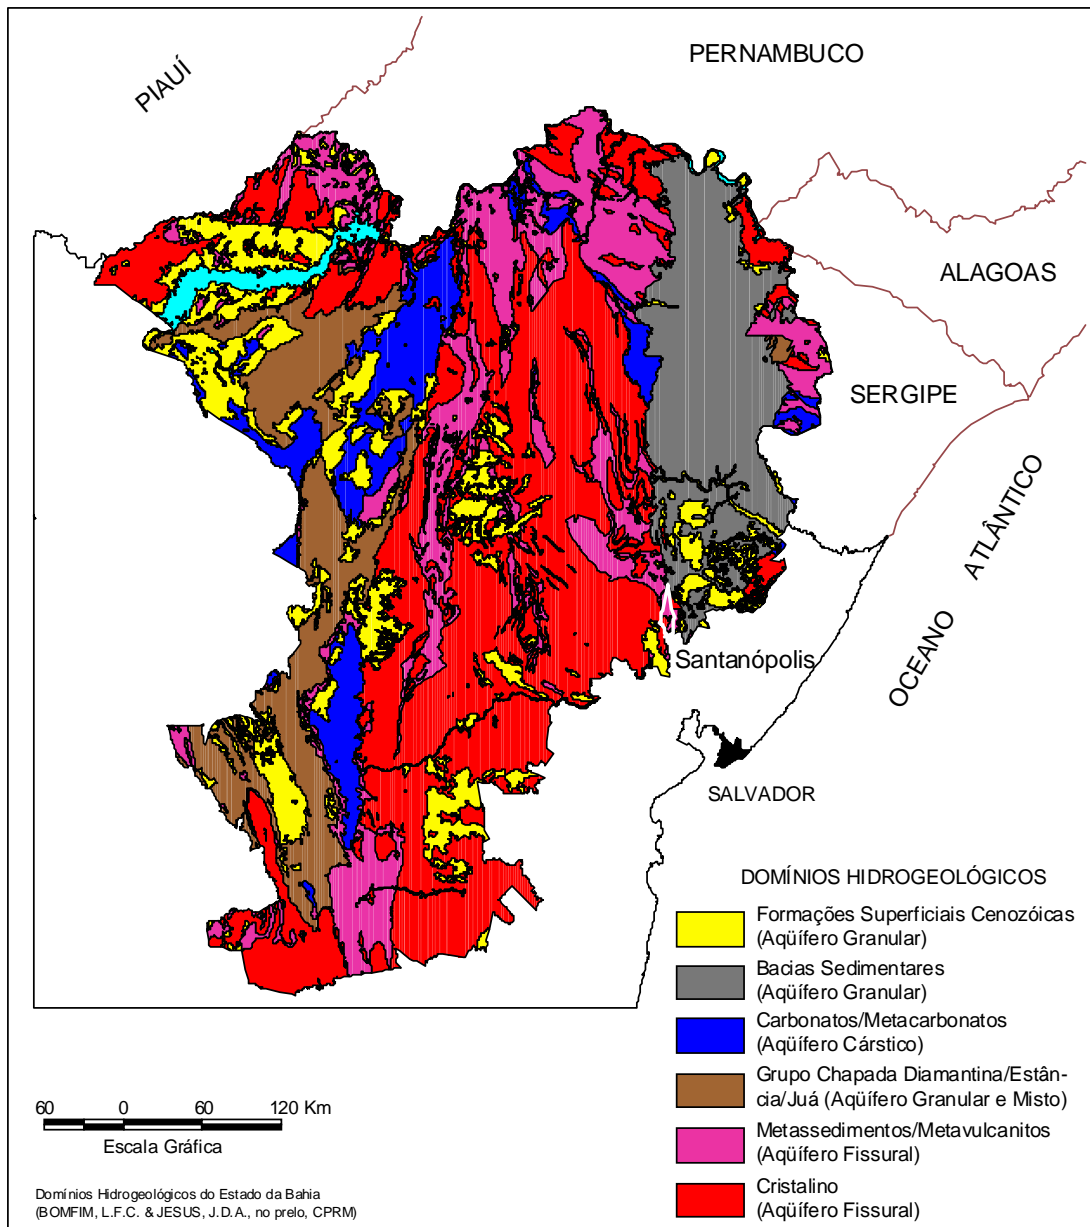 PIAUÍ
PERNAMBUCO
ALAGOAS
SERGIPE
OCEANO ATLÂNTICO
Santanópolis
SALVADOR
DOMÍNIOS HIDROGEOLÓGICOS
Formações Superficiais Cenozóicas
(Aqüífero Granular)
Bacias Sedimentares
(Aqüífero Granular)
Carbonatos/Metacarbonatos
(Aqüífero Cárstico)
Grupo Chapada Diamantina/Estân-
cia/Juá (Aqüífero Granular e Misto)
Metassedimentos/Metavulcanitos
(Aqüífero Fissural)
Cristalino
(Aqüífero Fissural)
60 0 60 120 Km
Escala Gráfica
Domínios Hidrogeológicos do Estado da Bahia
(BOMFIM, L.F.C. & JESUS, J.D.A., no prelo, CPRM)